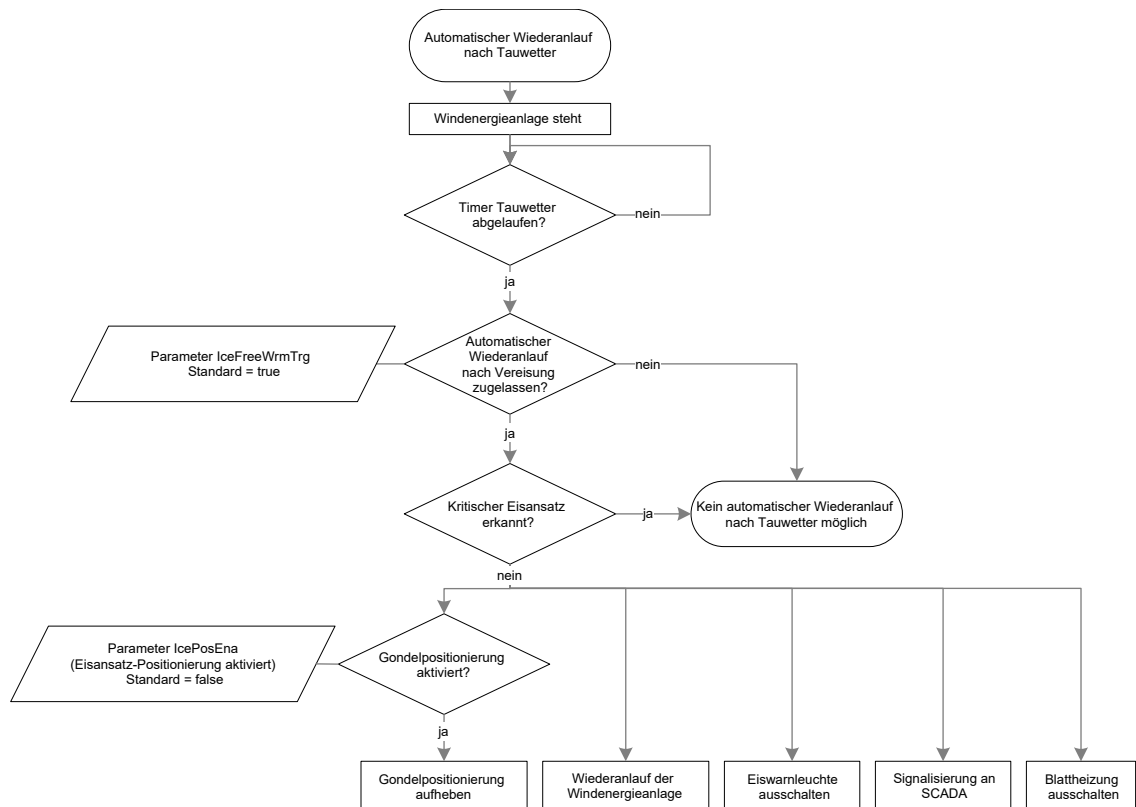 Automatischer Wiederanlauf
nach Tauwetter
Windenergieanlage steht
Timer Tauwetter
abgelaufen?
nein
ja
Parameter IceFreeWrmTrg
Standard = true
Automatischer
Wiederanlauf
nach Vereisung
zugelassen?
nein
ja
Kritischer Eisansatz
erkannt?
ja
Kein automatischer Wiederanlauf
nach Tauwetter möglich
nein
Parameter IcePosEna
(Eisansatz-Positionierung aktiviert)
Standard = false
Gondelpositionierung
aktiviert?
ja
Gondelpositionierung
aufheben
Wiederanlauf der
Windenergieanlage
Eiswarnleuchte
ausschalten
Signalisierung an
SCADA
Blattheizung
ausschalten